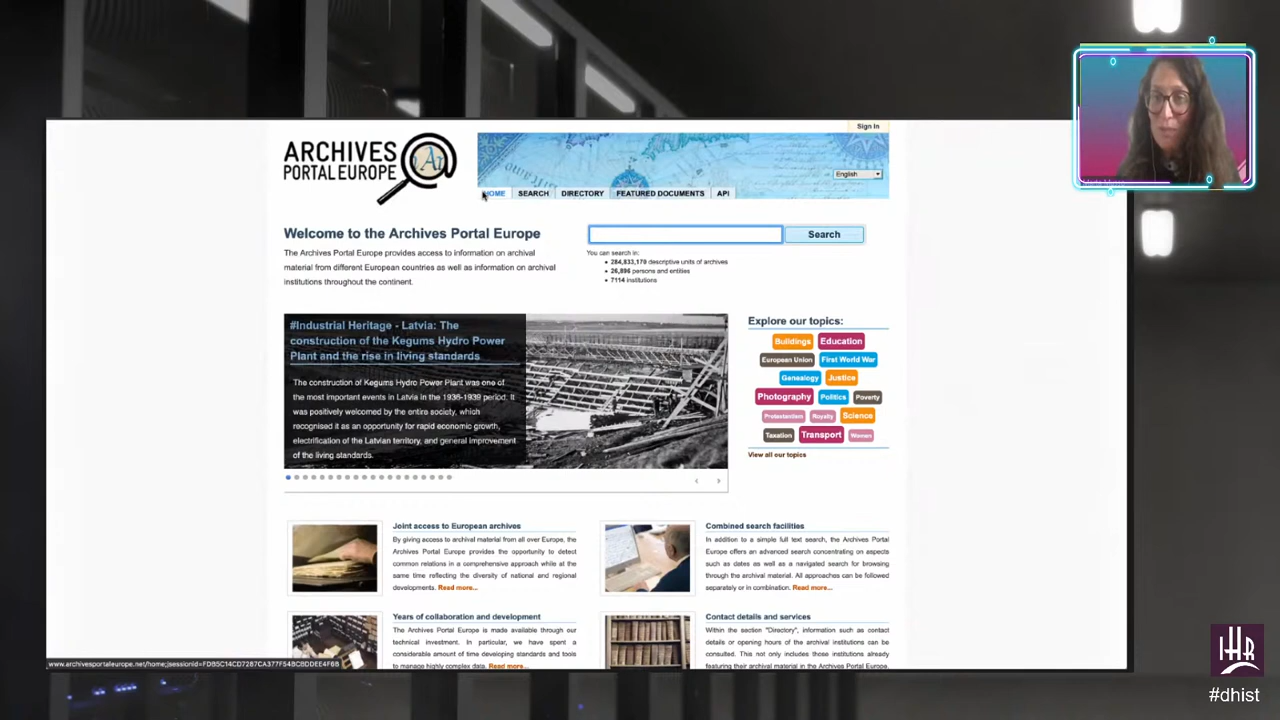 Sign In
ARCHIVES
PORTALEUROPE
English
HOME SEARCH DIRECTORY FEATURED DOCUMENTS API
Welcome to the Archives Portal Europe
The Archives Portal Europe provides access to information on archival
material from different European countries as well as information on archival
institutions throughout the continent.
Search
You can search in:
284,833,170 descriptive units of archives
26,896 persons and entities
7114 institutions
#Industrial Heritage - Latvia: The
construction of the Kegums Hydro Power
Plant and the rise in living standards
The construction of Kegums Hydro Power Plant was one of
the most important events in Latvia in the 1936-1939 period. It
was positively welcomed by the entire society, which
recognised it as an opportunity for rapid economic growth,
electrification of the Latvian territory, and general improvement
of the living standards.
Explore our topics:
Buildings Education
European Union First World War
Genealogy Justice
Photography Politics Poverty
Protestantism Royalty Science
Taxation Transport Women
View all our topics
Joint access to European archives
By giving access to archival material from all over Europe, the
Archives Portal Europe provides the opportunity to detect
common relations in a comprehensive approach while at the
same time reflecting the diversity of national and regional
developments. Read more...
Combined search facilities
In addition to a simple full text search, the Archives Portal
Europe offers an advanced search concentrating on aspects
such as dates as well as a navigated search for browsing
through the archival material. All approaches can be followed
separately or in combination. Read more...
Years of collaboration and development
The Archives Portal Europe is made available through our
technical investment. In particular, we have spent a
considerable amount of time developing standards and tools
to manage highly complex data. Read more...
Contact details and services
Within the section "Directory", information such as contact
details or opening hours of the archival institutions can be
consulted. This not only includes those institutions already
featuring their archival material in the Archives Portal Europe,
IHR
#dhist